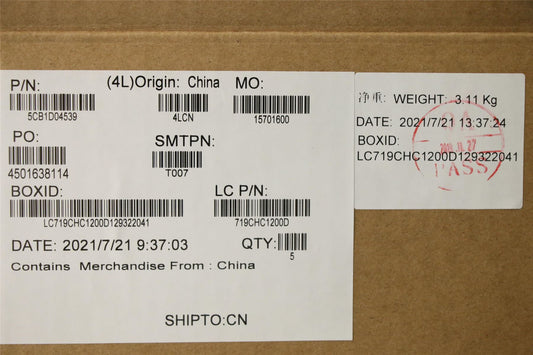 P/N:
(4L)Origin: China
MO:
5CB1D04539
4LCN
15701600
PO:
SMTPN:
4501638114
T007
BOXID:
LC P/N:
LC719CHC1200D129322041
719CHC1200D
DATE: 2021/7/21 9:37:03
QTY:
5
Contains Merchandise From : China
SHIPTO:CN
净重: WEIGHT: 3.11 Kg
DATE: 2021/7/21 13:37:24
BOXID:
LC719CHC1200D129322041
PASS